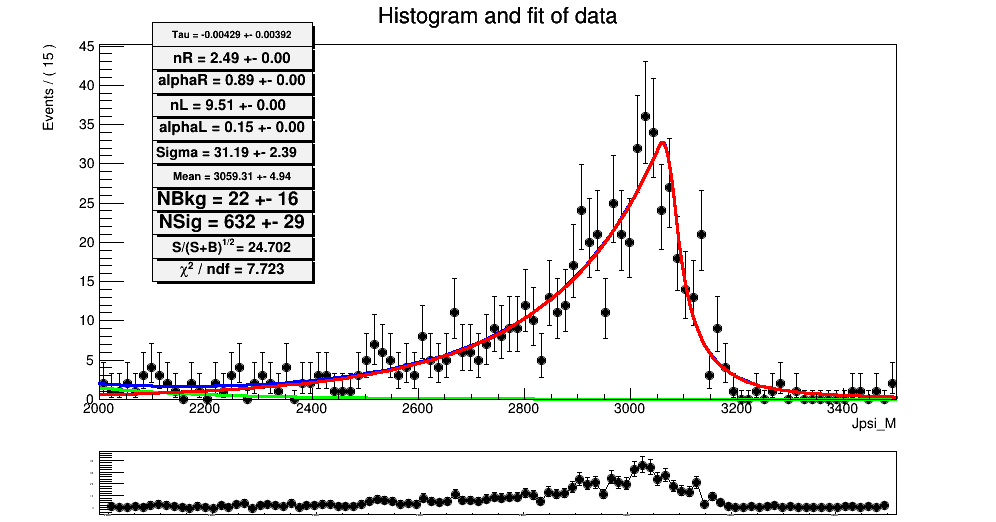 Histogram and fit of data
Events / ( 15 )
Tau = -0.00429 +- 0.00392
nR = 2.49 +- 0.00
alphaR = 0.89 +- 0.00
nL = 9.51 +- 0.00
alphaL = 0.15 +- 0.00
Sigma = 31.19 +- 2.39
Mean = 3059.31 +- 4.94
NBkg = 22 +- 16
NSig = 632 +- 29
S/(S+B)^1/2 = 24.702
χ² / ndf = 7.723
45
40
35
30
25
20
15
10
5
0
2000 2200 2400 2600 2800 3000 3200 3400
Jpsi_M